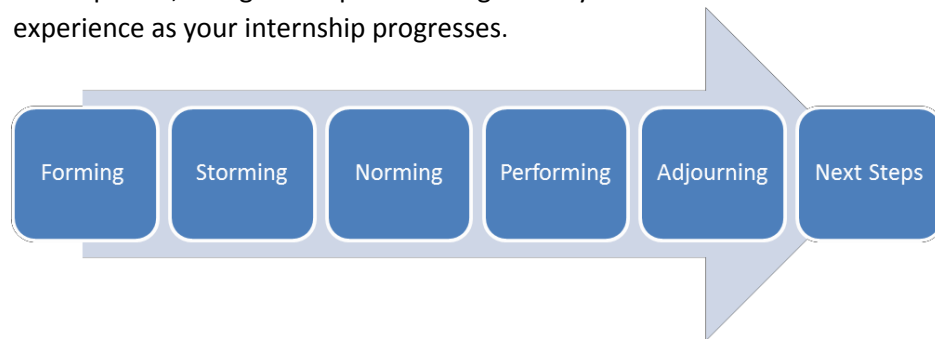 experience as your internship progresses.
Forming Storming Norming Performing Adjourning Next Steps